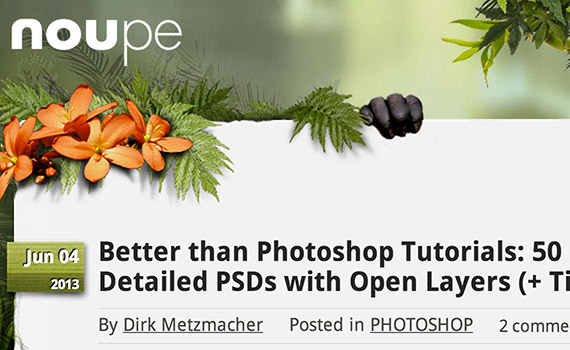 noupe
Jun 04
2013
Better than Photoshop Tutorials: 50
Detailed PSDs with Open Layers (+ Ti
By Dirk Metzmacher Posted in PHOTOSHOP 2 comme